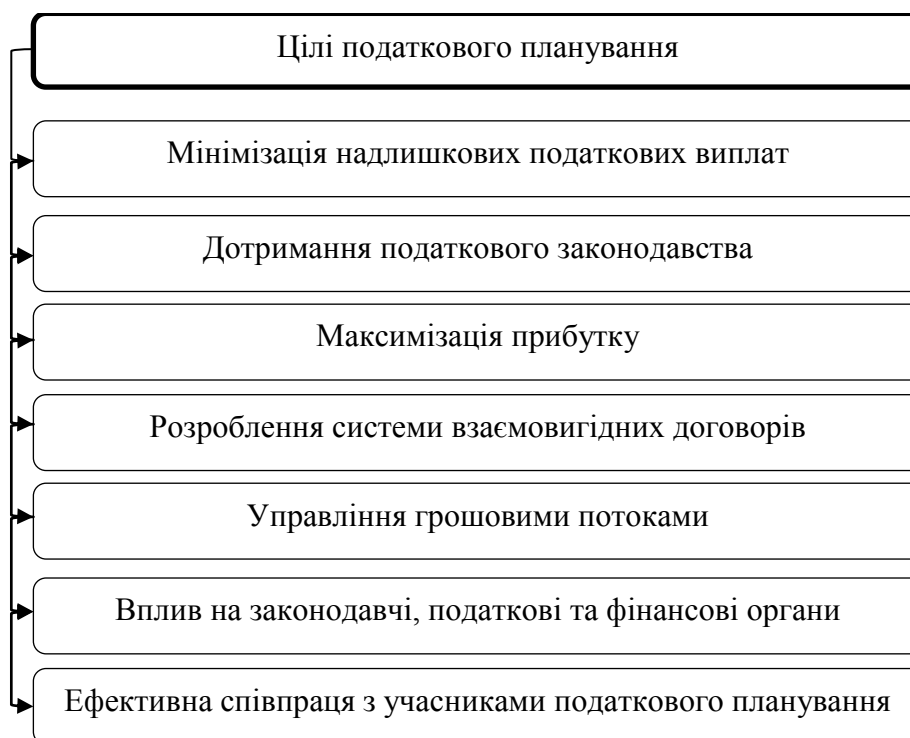 Цілі податкового планування
Мінімізація надлишкових податкових виплат
Дотримання податкового законодавства
Максимізація прибутку
Розроблення системи взаємовигідних договорів
Управління грошовими потоками
Вплив на законодавчі, податкові та фінансові органи
Ефективна співпраця з учасниками податкового планування